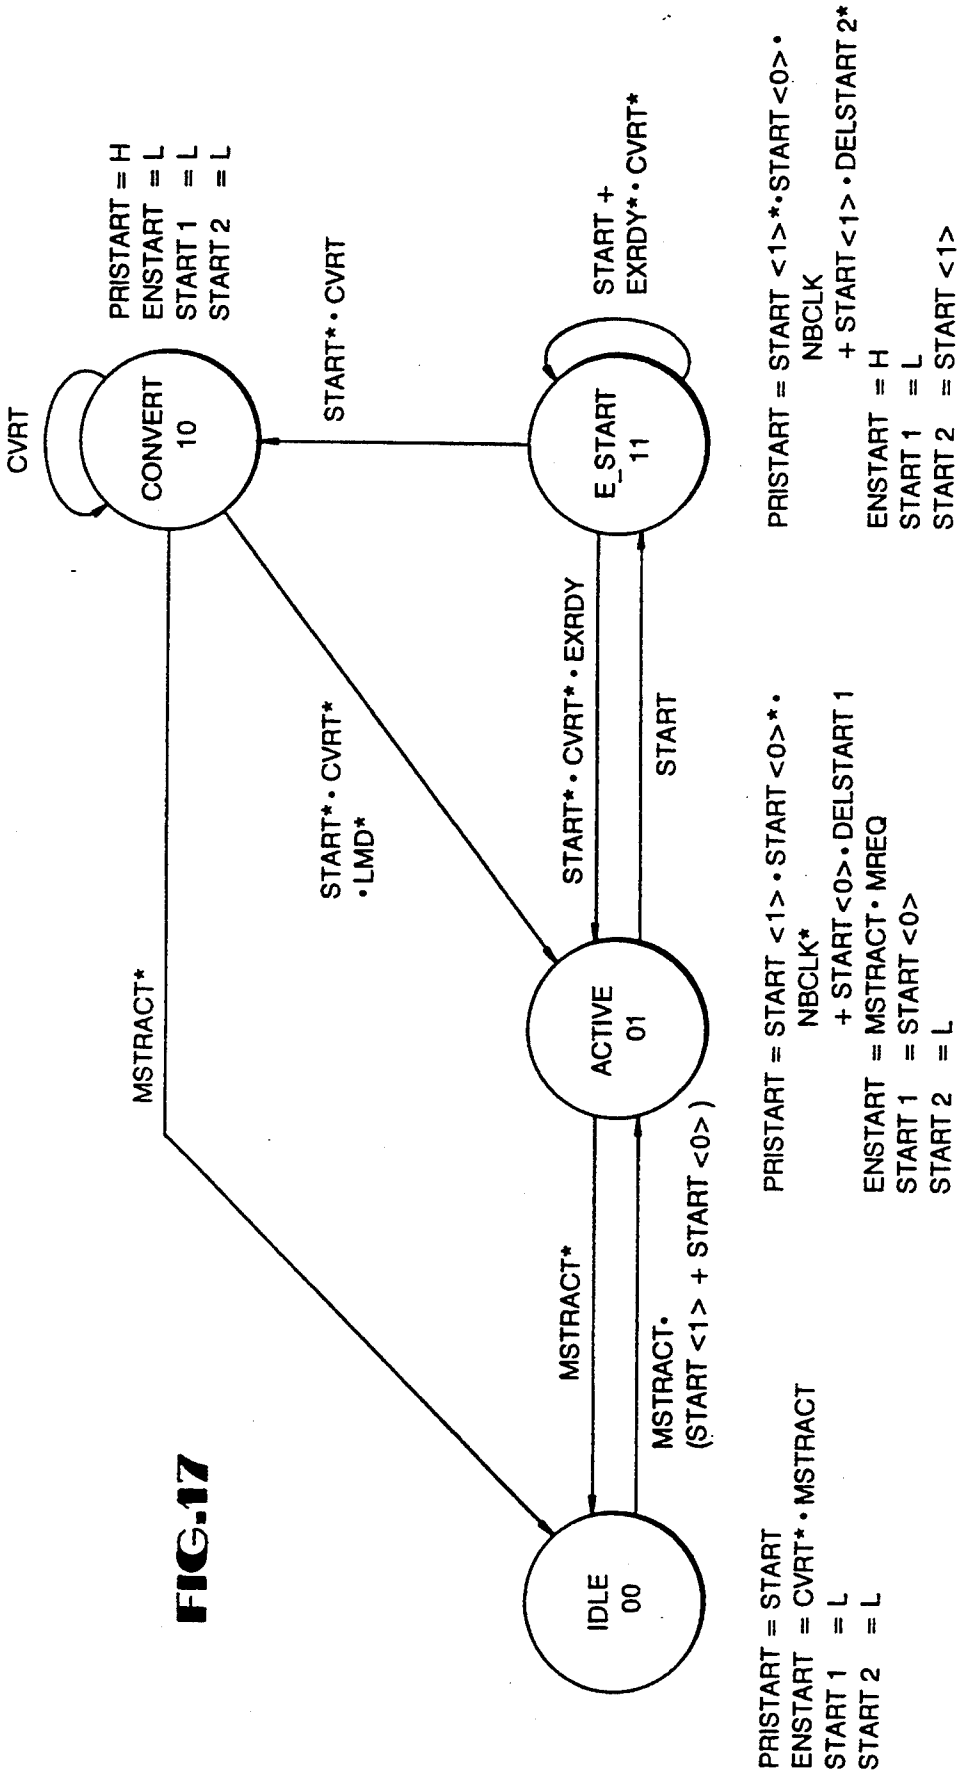 FIG.17
CVRT
CONVERT
10
PRISTART = H
ENSTART = L
START 1 = L
START 2 = L
MSTRACT*
START* • CVRT*
• LMD*
START* • CVRT
IDLE
00
MSTRACT*
MSTRACT•
(START <1> + START <0> )
ACTIVE
01
START* • CVRT* • EXRDY
START
E_START
11
START +
EXRDY* • CVRT*
PRISTART = START
ENSTART = CVRT* • MSTRACT
START 1 = L
START 2 = L
PRISTART = START <1> • START <0>* •
NBCLK*
+ START <0> • DELSTART 1
ENSTART = MSTRACT • MREQ
START 1 = START <0>
START 2 = L
PRISTART = START <1>* • START <0> •
NBCLK
+ START <1> • DELSTART 2*
ENSTART = H
START 1 = L
START 2 = START <1>